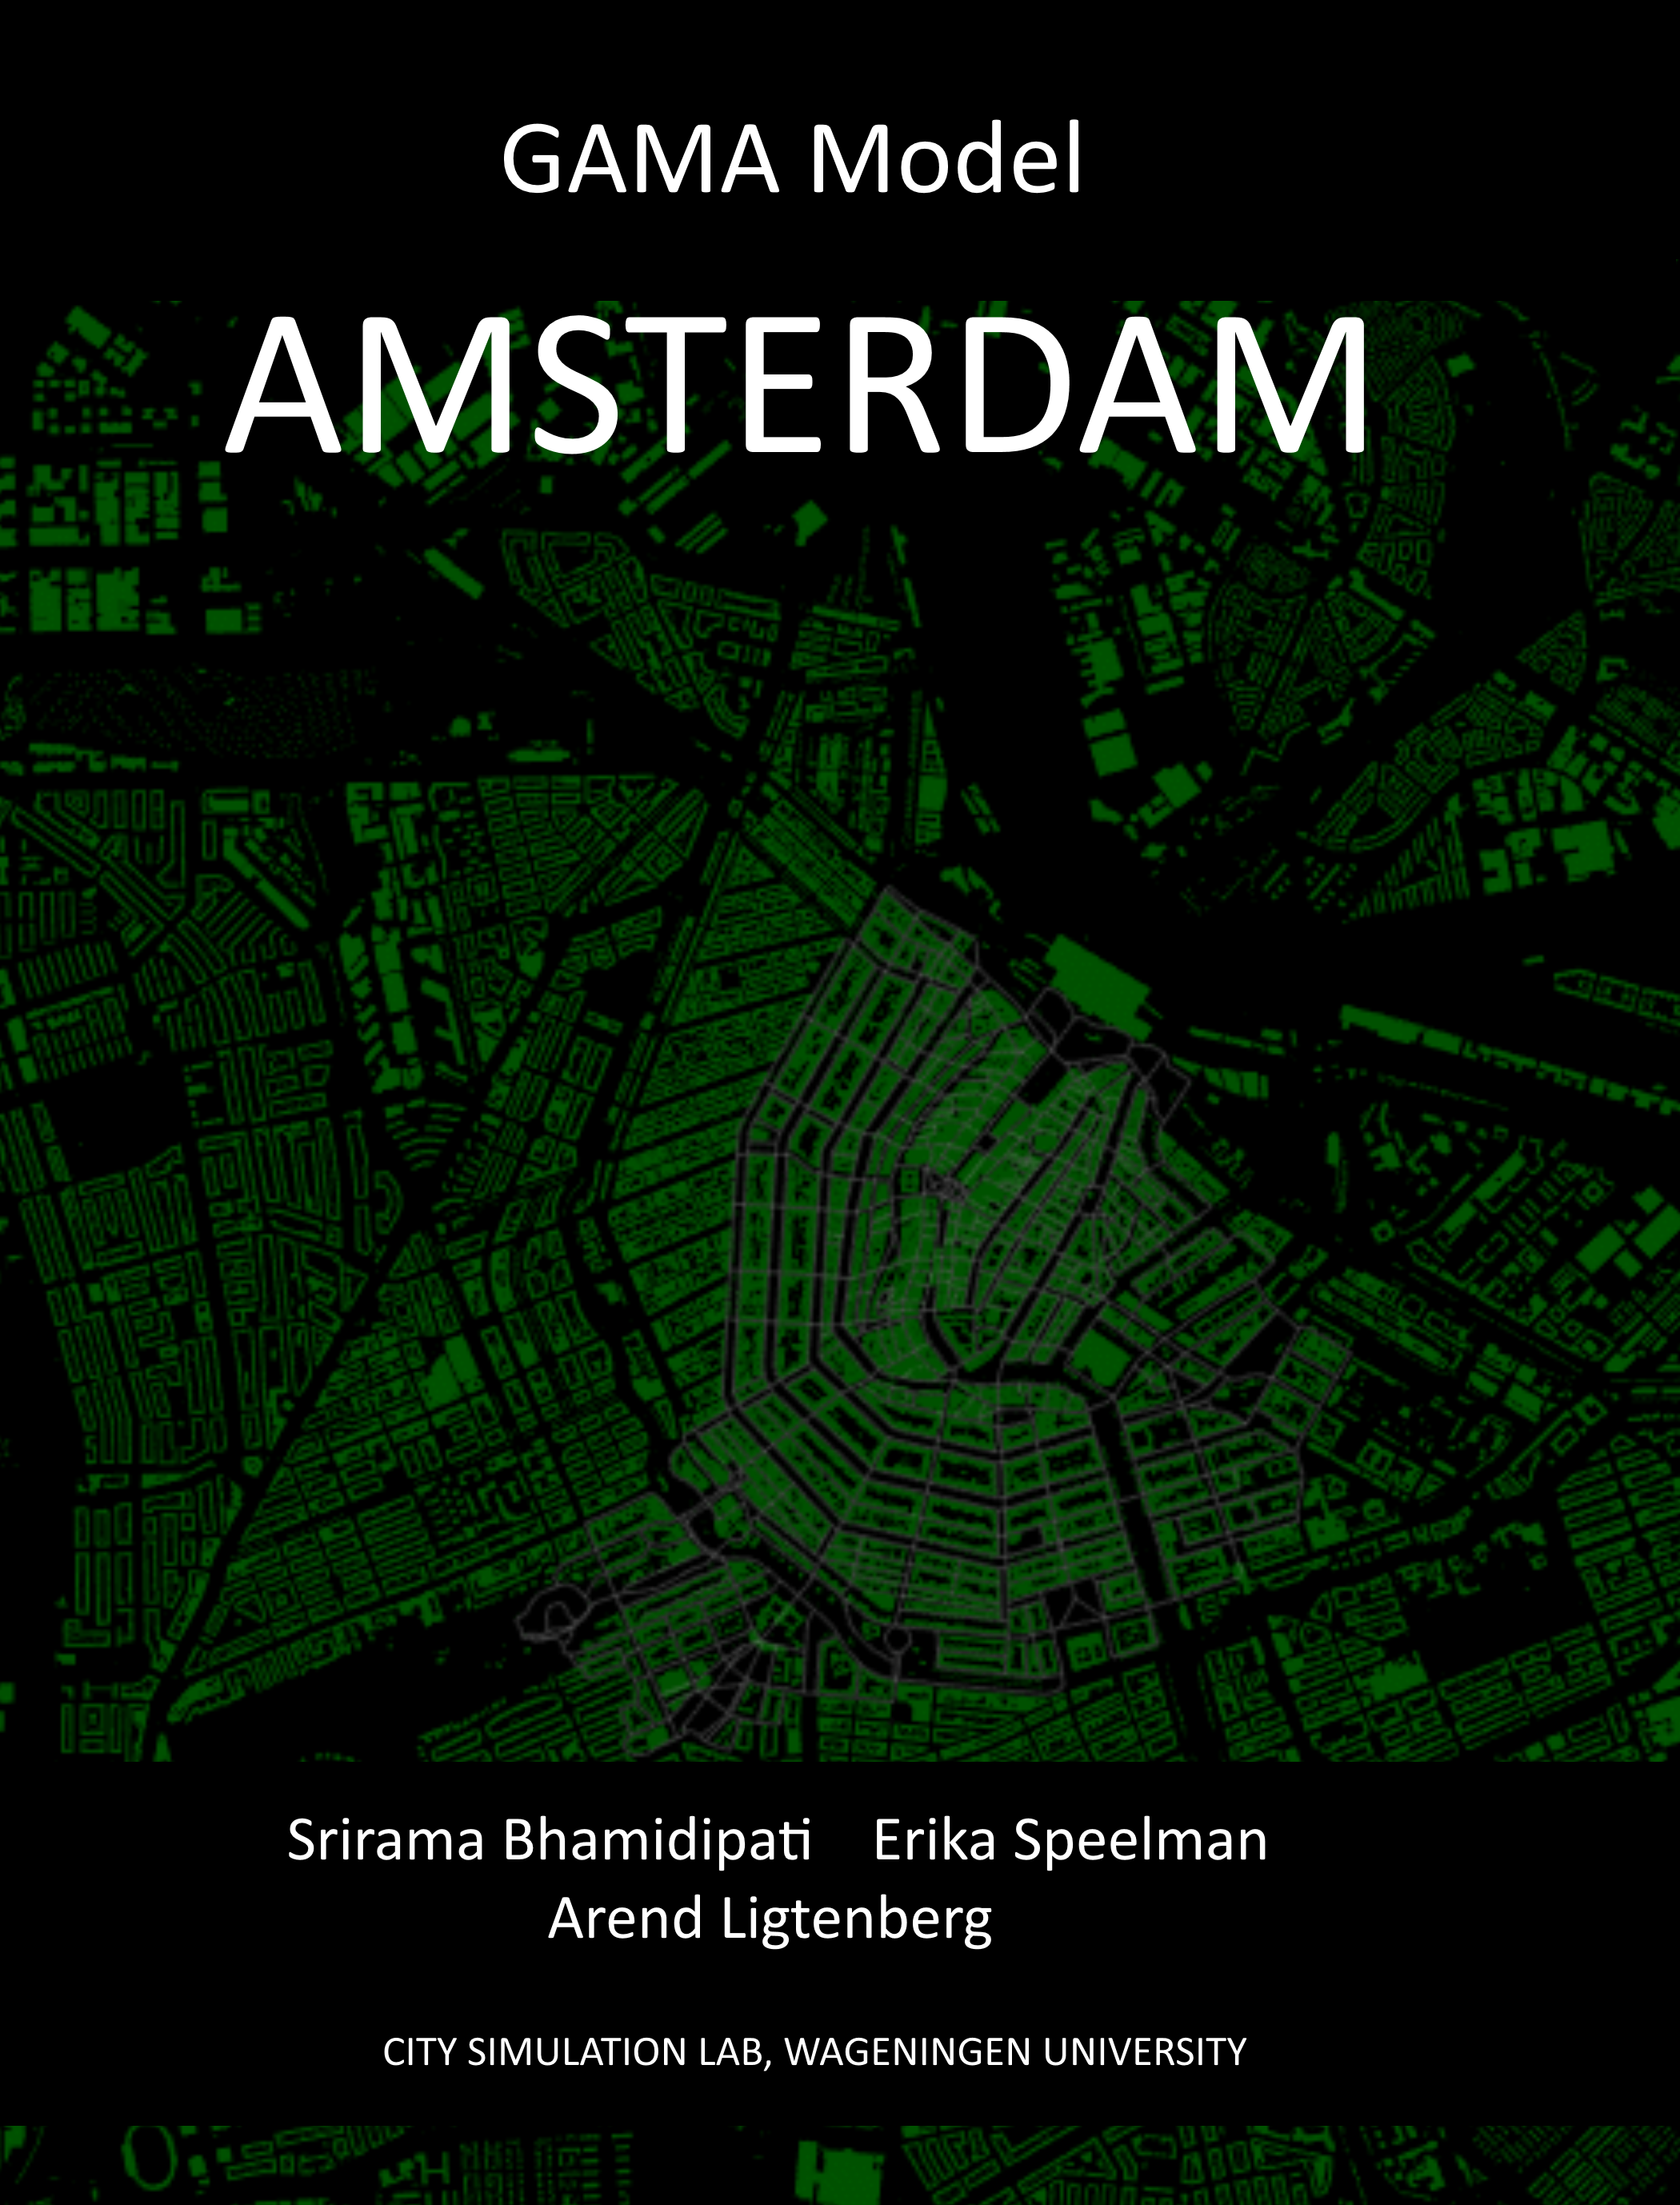 GAMA Model
AMSTERDAM
Srirama Bhamidipati    Erika Speelman
Arend Ligtenberg
CITY SIMULATION LAB, WAGENINGEN UNIVERSITY